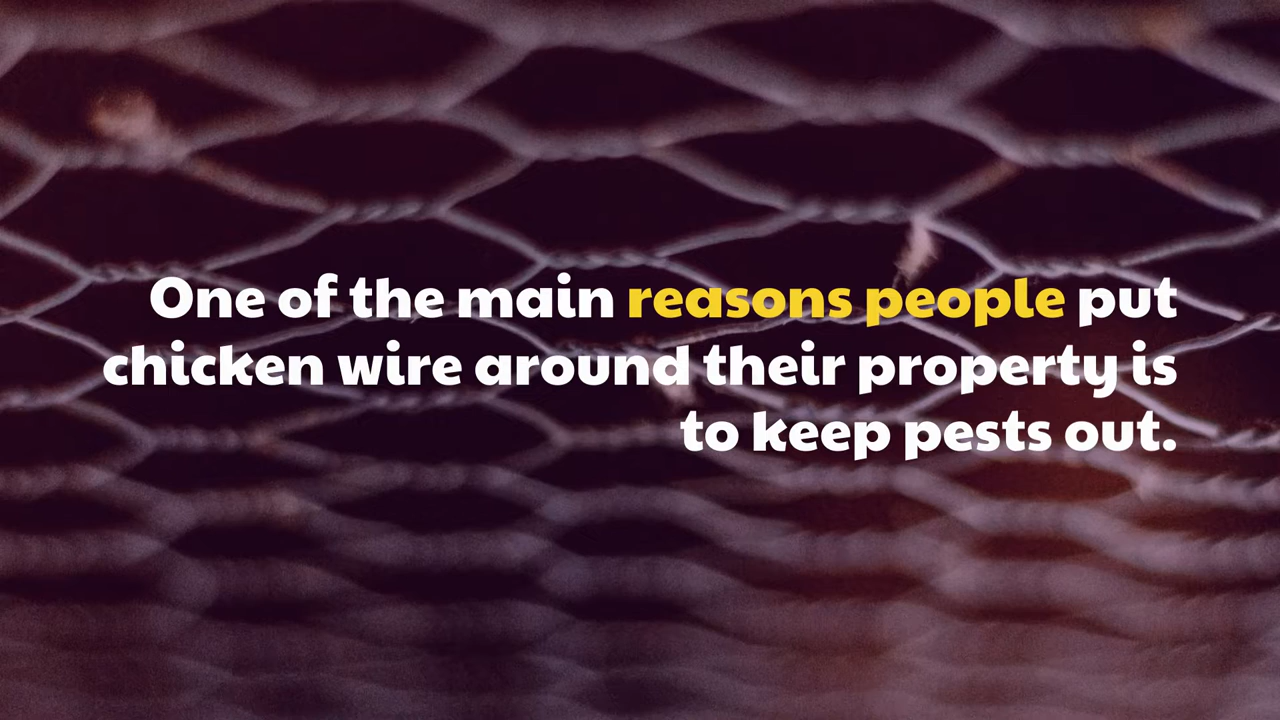 One of the main reasons people put
chicken wire around their property is
to keep pests out.